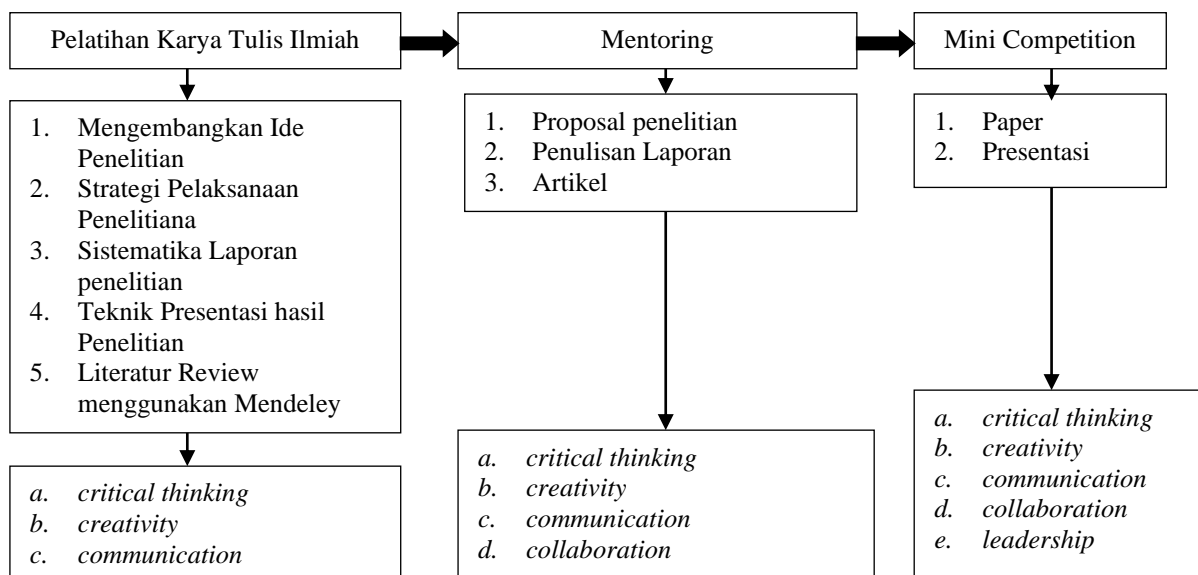 Pelatihan Karya Tulis Ilmiah
Mentoring
Mini Competition
1. Mengembangkan Ide
Penelitian
2. Strategi Pelaksanaan
Penelitiana
3. Sistematika Laporan
penelitian
4. Teknik Presentasi hasil
Penelitian
5. Literatur Review
menggunakan Mendeley
1. Proposal penelitian
2. Penulisan Laporan
3. Artikel
1. Paper
2. Presentasi
a. critical thinking
b. creativity
c. communication
a. critical thinking
b. creativity
c. communication
d. collaboration
a. critical thinking
b. creativity
c. communication
d. collaboration
e. leadership